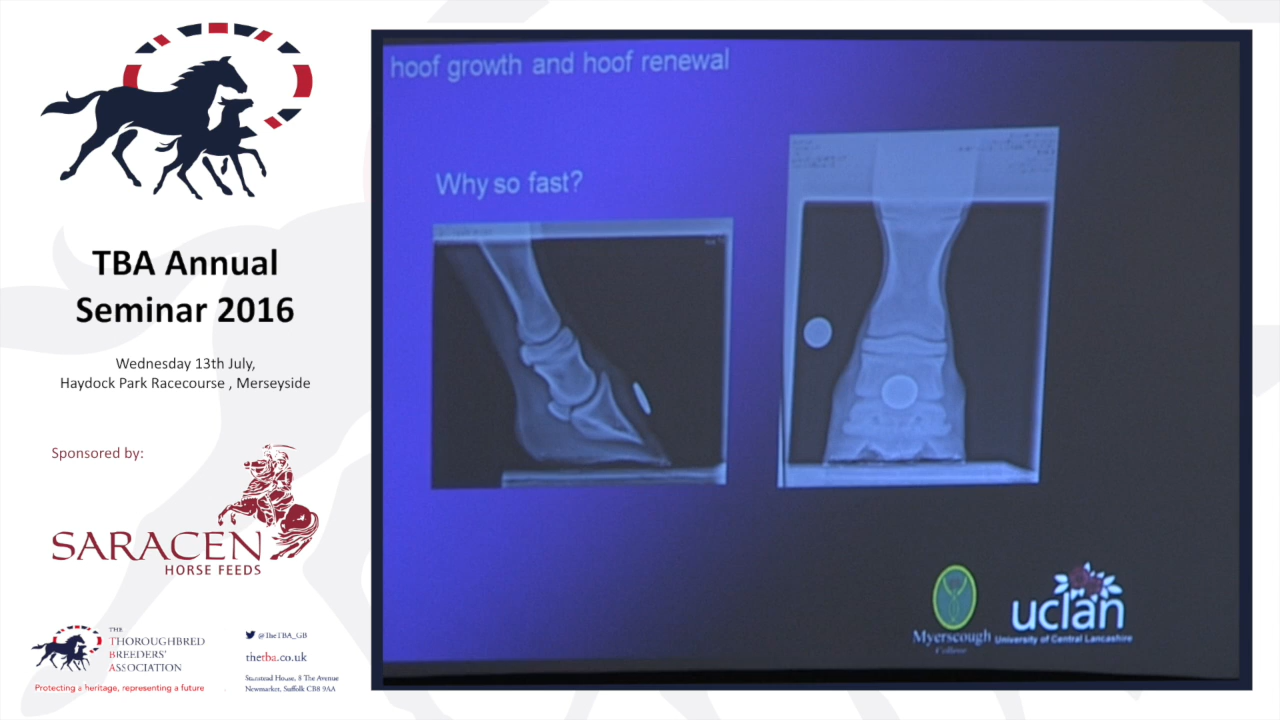 TBA Annual
Seminar 2016
Wednesday 13th July,
Haydock Park Racecourse , Merseyside
Sponsored by:
SARACEN
HORSE FEEDS
THE
THOROUGHBRED
BREEDERS'
ASSOCIATION
Protecting a heritage, representing a future
@TheTBA_GB
thetba.co.uk
Stanstead House, 8 The Avenue
Newmarket, Suffolk CB8 9AA
hoof growth and hoof renewal
Why so fast?
Myerscough
College
uclan
University of Central Lancashire